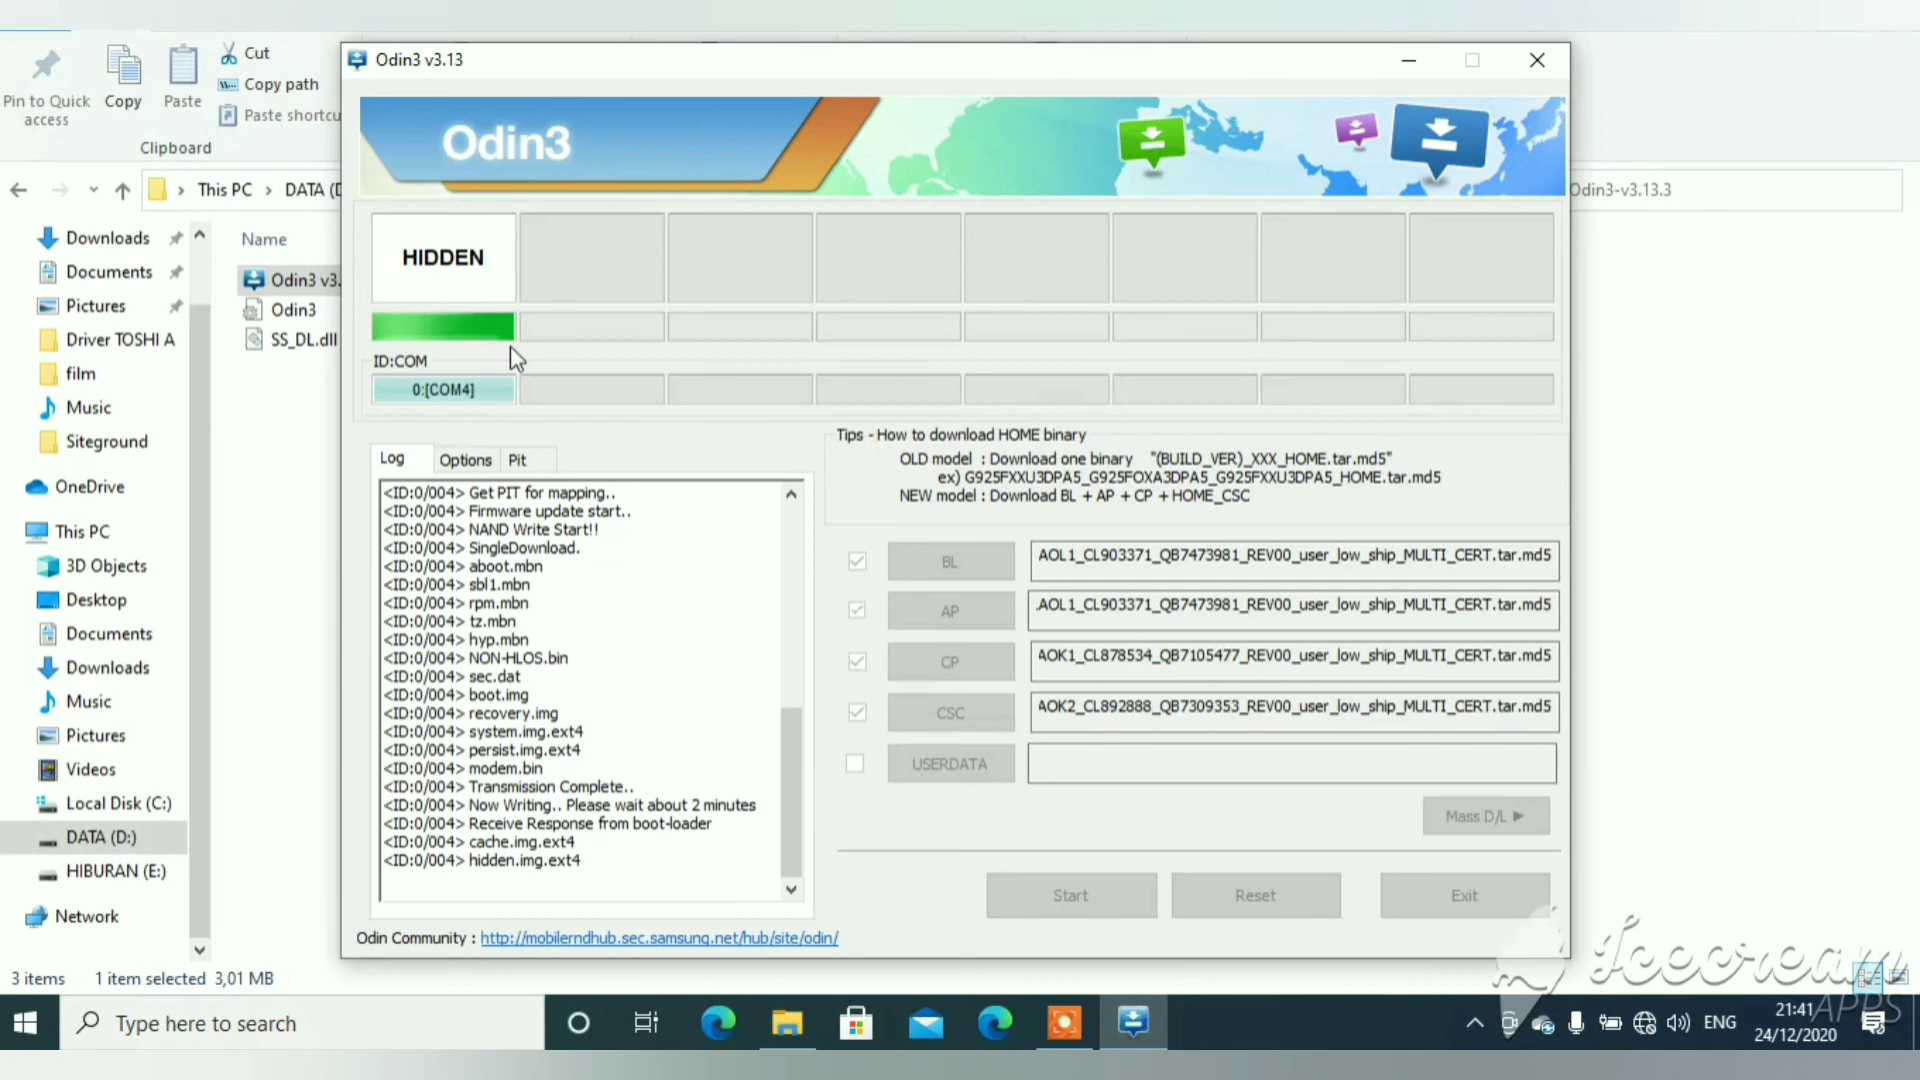 Odin3 v3.13
Cut
Copy path
Paste shortcu
Pin to Quick access
Copy
Paste
Clipboard
Odin3
This PC
DATA (D
Odin3-v3.13.3
Downloads
Documents
Pictures
Driver TOSHI A
film
Music
Siteground
OneDrive
This PC
3D Objects
Desktop
Documents
Downloads
Music
Pictures
Videos
Local Disk (C:)
DATA (D:)
HIBURAN (E:)
Network
3 items 1 item selected 3,01 MB
Name
Odin3 v3.
Odin3
SS_DL.dll
HIDDEN
ID:COM
0:[COM4]
Log
Options
Pit
<ID:0/004> Get PIT for mapping..
<ID:0/004> Firmware update start..
<ID:0/004> NAND Write Start!!
<ID:0/004> SingleDownload.
<ID:0/004> aboot.mbn
<ID:0/004> sbl1.mbn
<ID:0/004> rpm.mbn
<ID:0/004> tz.mbn
<ID:0/004> hyp.mbn
<ID:0/004> NON-HLOS.bin
<ID:0/004> sec.dat
<ID:0/004> boot.img
<ID:0/004> recovery.img
<ID:0/004> system.img.ext4
<ID:0/004> persist.img.ext4
<ID:0/004> modem.bin
<ID:0/004> Transmission Complete..
<ID:0/004> Now Writing.. Please wait about 2 minutes
<ID:0/004> Receive Response from boot-loader
<ID:0/004> cache.img.ext4
<ID:0/004> hidden.img.ext4
Tips - How to download HOME binary
OLD model : Download one binary "(BUILD_VER)_XXX_HOME.tar.md5"
ex) G925FXXU3DPA5_G925FOXA3DPA5_G925FXXU3DPA5_HOME.tar.md5
NEW model : Download BL + AP + CP + HOME_CSC
BL
AOL1_CL903371_QB7473981_REV00_user_low_ship_MULTI_CERT.tar.md5
AP
.AOL1_CL903371_QB7473981_REV00_user_low_ship_MULTI_CERT.tar.md5
CP
AOK1_CL878534_QB7105477_REV00_user_low_ship_MULTI_CERT.tar.md5
CSC
AOK2_CL892888_QB7309353_REV00_user_low_ship_MULTI_CERT.tar.md5
USERDATA
Mass D/L
Start
Reset
Exit
Odin Community : http://mobilerndhub.sec.samsung.net/hub/site/odin/
Icecream
APPS
Type here to search
ENG
21:41
24/12/2020